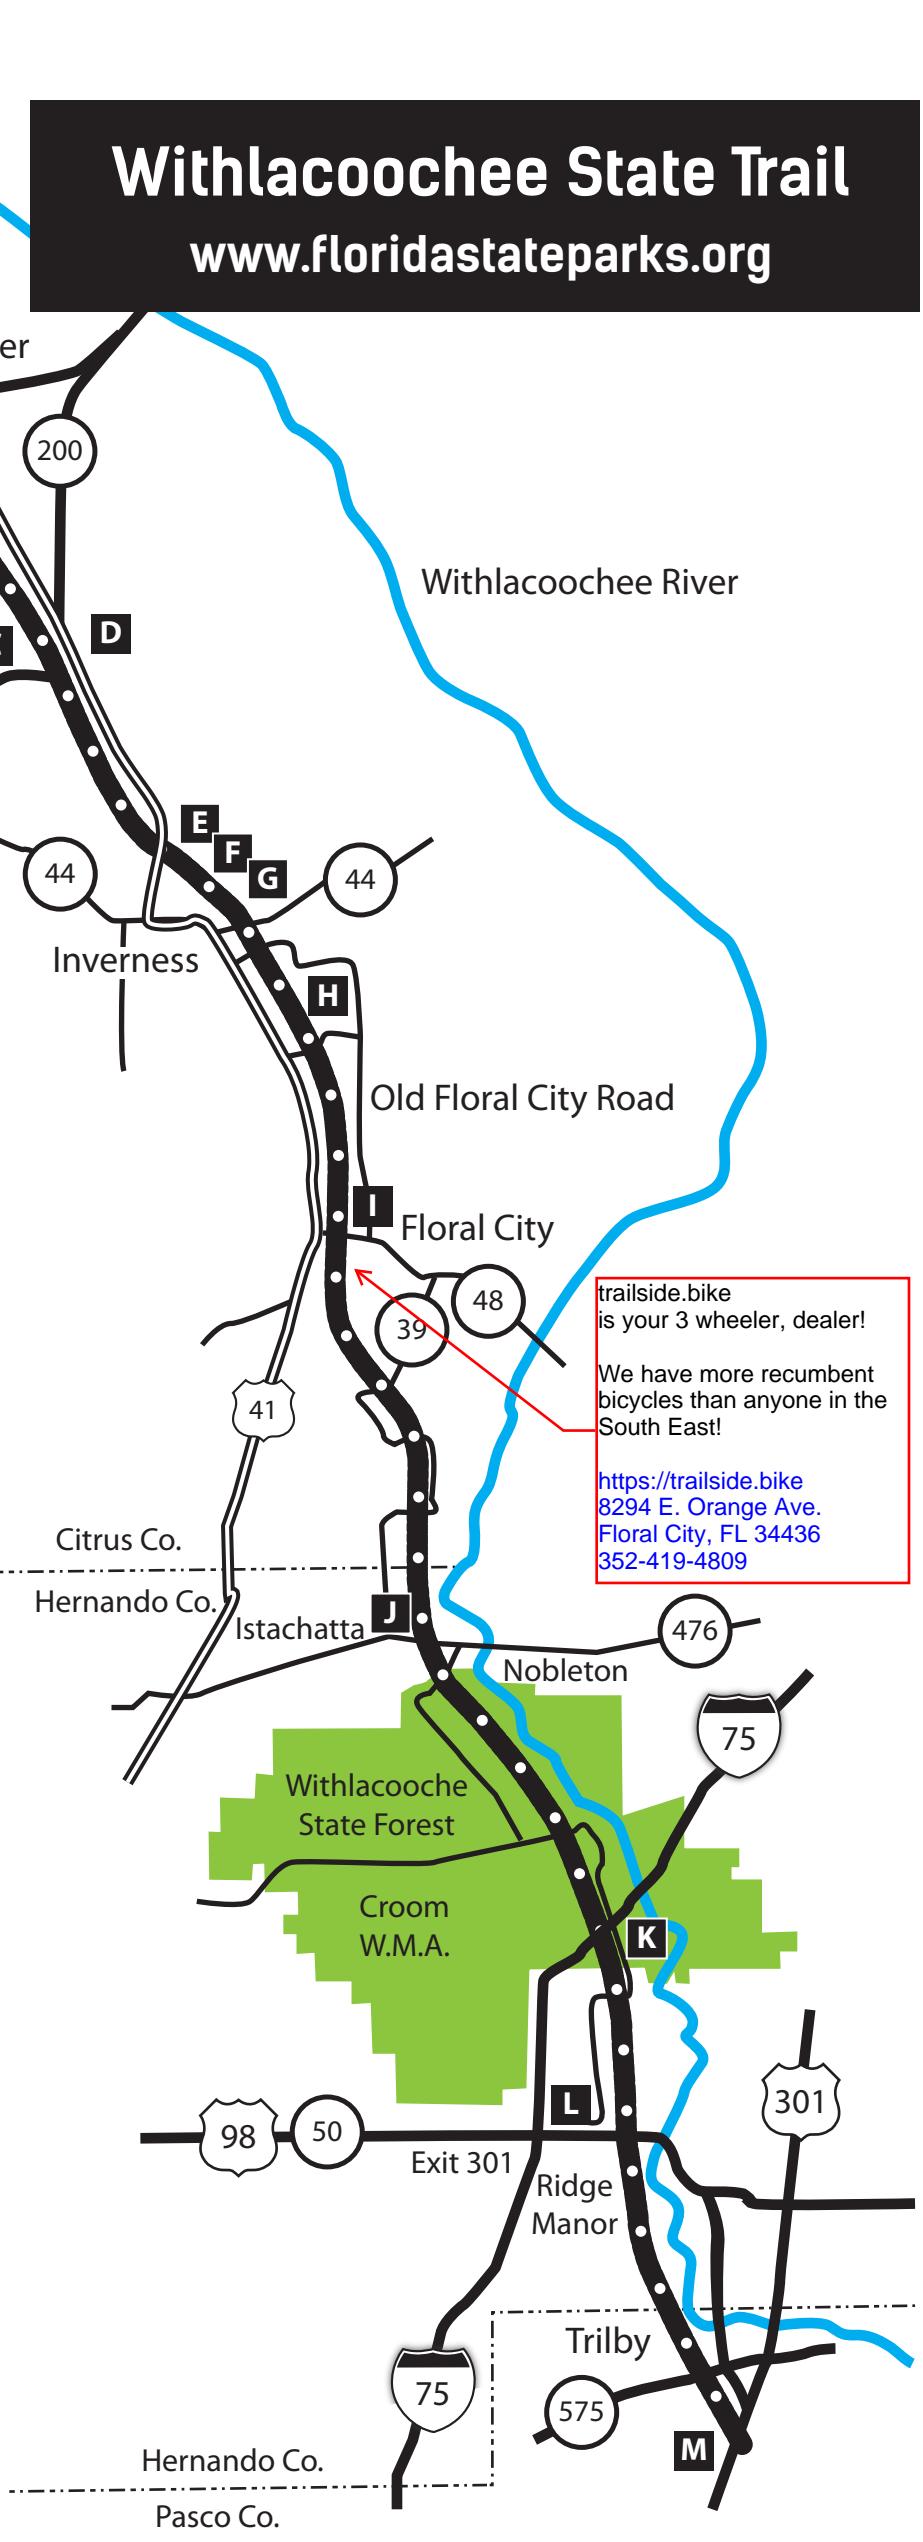 Withlacoochee State Trail
www.floridastateparks.org
er
200
Withlacoochee River
D
E
F
G
44
44
Inverness
H
Old Floral City Road
I
Floral City
48
39
trailside.bike
is your 3 wheeler, dealer!
We have more recumbent
bicycles than anyone in the
South East!
https://trailside.bike
8294 E. Orange Ave.
Floral City, FL 34436
352-419-4809
41
Citrus Co.
Hernando Co.
J
Istachatta
476
Nobleton
75
Withlacooche
State Forest
Croom
W.M.A.
K
301
L
98
50
Exit 301
Ridge
Manor
Trilby
75
575
M
Hernando Co.
Pasco Co.